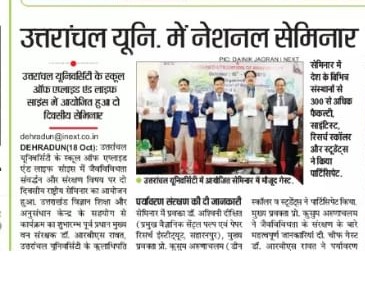 उत्तरांचल यूनि. में नेशनल सेमिनार
उत्तरांचल यूनिवर्सिटी के स्कूल
ऑफ एप्लाइड एंड लाइफ
साइंस में आयोजित हुआ दो
दिवसीय सेमिनार
dehradun@inext.co.in
DEHRADUN(18 Oct): उत्तरांचल
यूनिवर्सिटी के स्कूल ऑफ एप्लाइड
एंड लाइफ साइंस में जैवविविधता
संवर्धन और संरक्षण विषय पर दो
दिवसीय राष्ट्रीय सेमिनार का आयोजन
हुआ. उत्तराखंड विज्ञान शिक्षा और
अनुसंधान केन्द्र के सहयोग से
कार्यक्रम का शुभारम्भ पूर्व प्रधान मुख्य
वन संरक्षक डॉ. आरबीएस रावत,
उत्तरांचल यूनिवर्सिटी के कुलाधिपति
PIC: DAINIK JAGRAN I NEXT
उत्तरांचल यूनिवर्सिटी में आयोजित सेमिनार में मौजूद गेस्ट.
सेमिनार में
देश के विभिन्न
संस्थानों से
300 से अधिक
फैकल्टी,
साइंटिस्ट,
रिसर्च स्कॉलर
और स्टूडेंट्स
ने किया
पार्टिसिपेट.
पर्यावरण संरक्षण की दी जानकारी
सेमिनार में प्रवक्ता डॉ. अश्विनी दीक्षित
(प्रमुख वैज्ञानिक सेंट्रल पल्प एवं पेपर
रिसर्च इंस्टीट्यूट, सहारनपुर), मुख्य
प्रवक्ता प्रो. कुसुम अरुणाचलम (डीन
स्कॉलर व स्टूडेंट्स ने पार्टिसिपेट किया.
मुख्य प्रवक्ता प्रो. कुसुम अरुणाचलम
ने जैवविविधता के संरक्षण के बारे
महत्वपूर्ण जानकारियां दी. चीफ गेस्ट
डॉ. आरबीएस रावत ने पर्यावरण